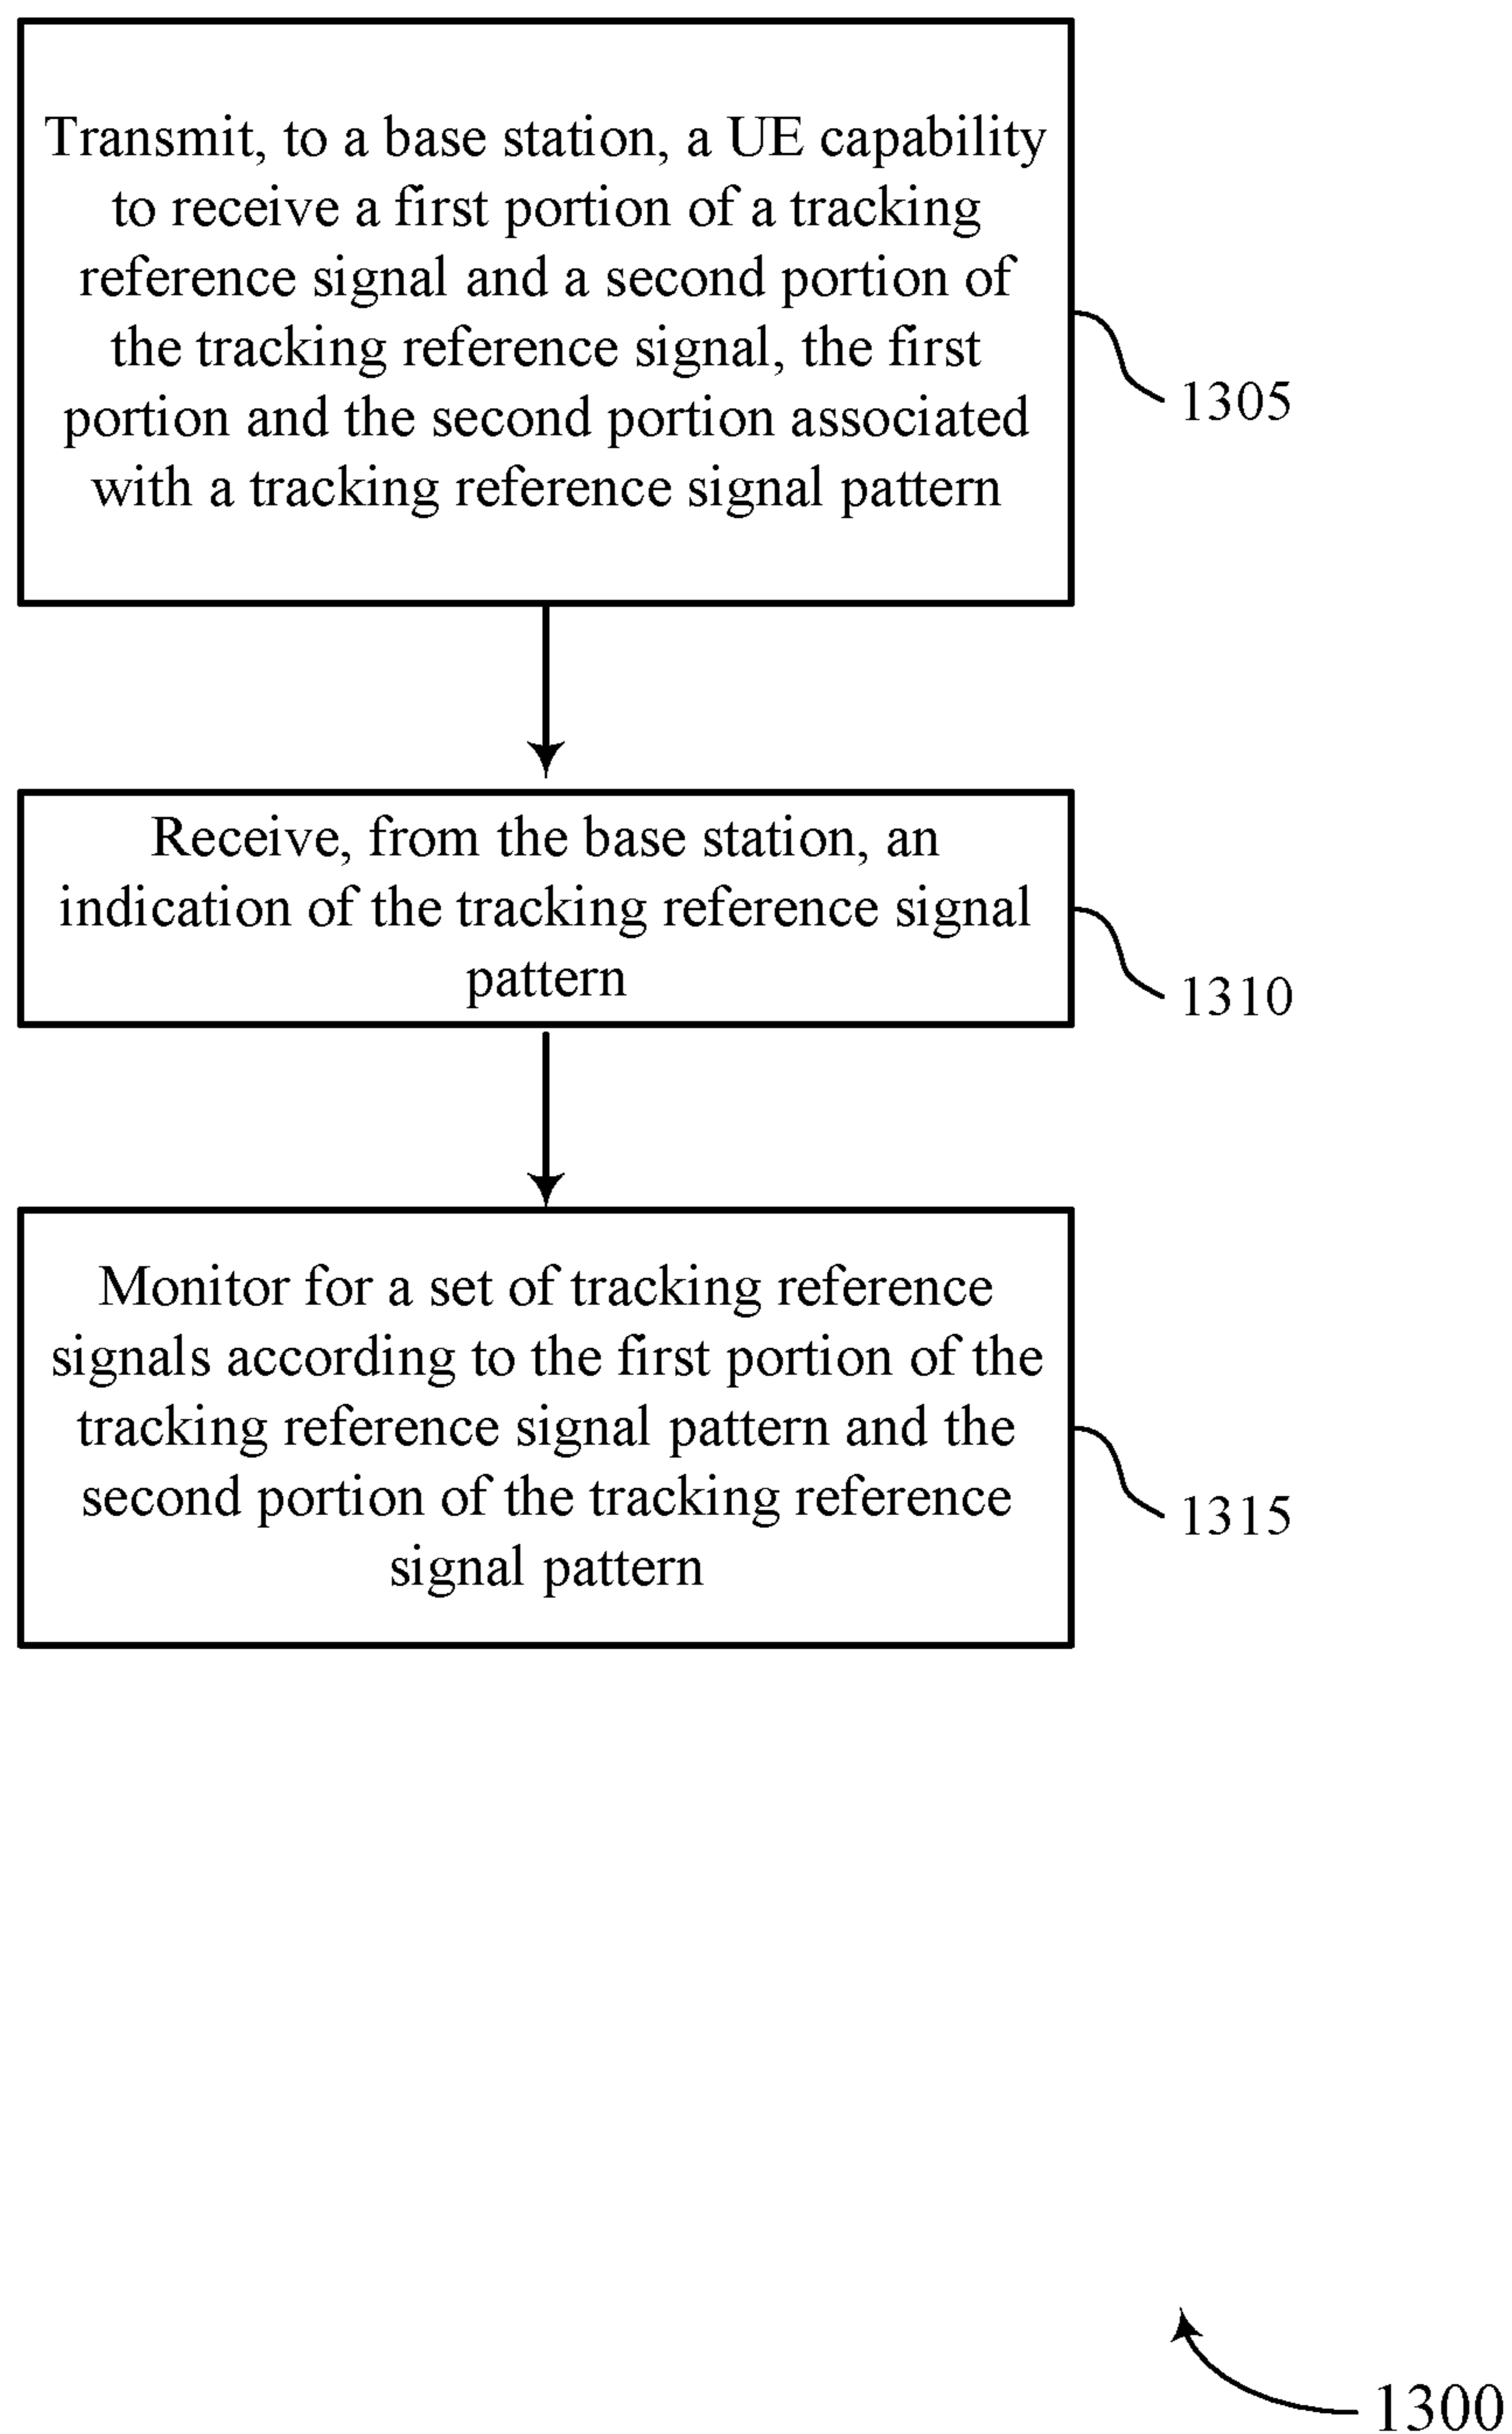 Transmit, to a base station, a UE capability
to receive a first portion of a tracking
reference signal and a second portion of
the tracking reference signal, the first
portion and the second portion associated
with a tracking reference signal pattern
1305
Receive, from the base station, an
indication of the tracking reference signal
pattern
1310
Monitor for a set of tracking reference
signals according to the first portion of the
tracking reference signal pattern and the
second portion of the tracking reference
signal pattern
1315
1300